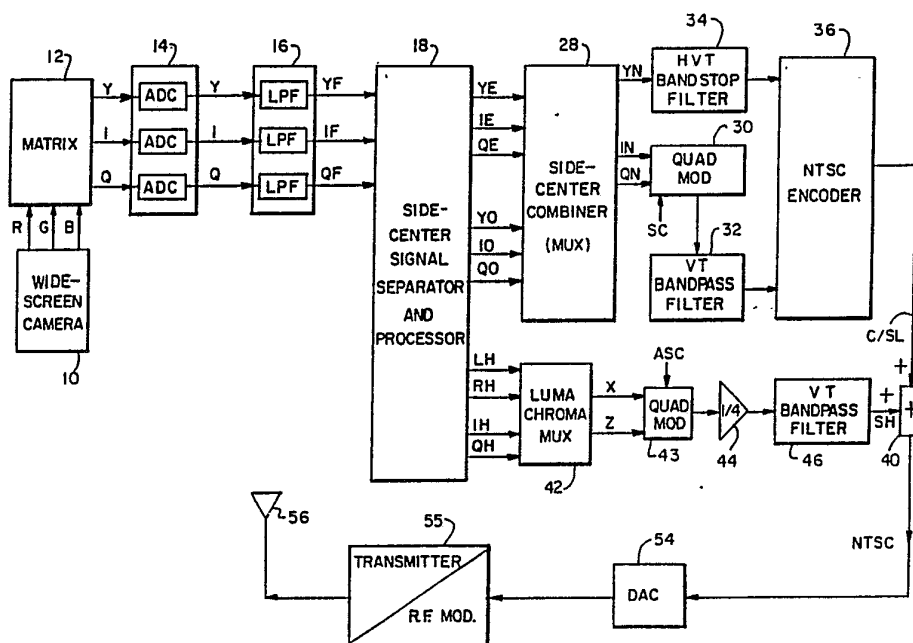 12
14
16
18
28
34
36
MATRIX
Y
I
Q
ADC
ADC
ADC
Y
I
Q
LPF
LPF
LPF
YF
IF
QF
SIDE-
CENTER
SIGNAL
SEPARATOR
AND
PROCESSOR
YE
IE
QE
YO
IO
QO
SIDE-
CENTER
COMBINER
(MUX)
YN
IN
QN
HVT
BANDSTOP
FILTER
30
QUAD
MOD
SC
32
VT
BANDPASS
FILTER
NTSC
ENCODER
R
G
B
WIDE-
SCREEN
CAMERA
10
LH
RH
IH
QH
LUMA
CHROMA
MUX
42
X
Z
ASC
QUAD
MOD
43
1/4
44
VT
BANDPASS
FILTER
46
C/SL
+
+
SH
+
40
NTSC
56
55
TRANSMITTER
R.F. MOD.
54
DAC